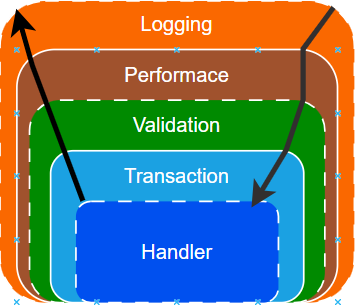 Logging
Performace
Validation
Transaction
Handler